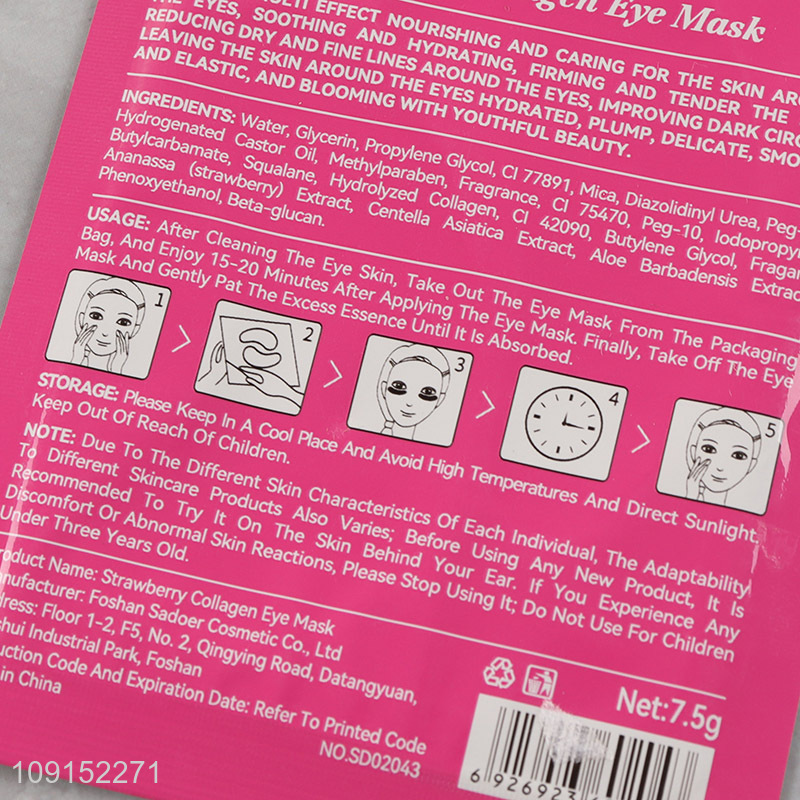 gen Eye Mask
MULTI EFFECT NOURISHING AND CARING FOR THE SKIN AR
THE EYES, SOOTHING AND HYDRATING, FIRMING AND TENDER THE
REDUCING DRY AND FINE LINES AROUND THE EYES, IMPROVING DARK CIRC
LEAVING THE SKIN AROUND THE EYES HYDRATED, PLUMP, DELICATE, SMO
AND ELASTIC, AND BLOOMING WITH YOUTHFUL BEAUTY.
INGREDIENTS: Water, Glycerin, Propylene Glycol, CI 77891, Mica, Diazolidinyl Urea, Peg-
Hydrogenated Castor Oil, Methylparaben, Fragrance, CI 75470, Peg-10, Iodopropyn
Butylcarbamate, Squalane, Hydrolyzed Collagen, CI 42090, Butylene Glycol, Fragar
Ananassa (strawberry) Extract, Centella Asiatica Extract, Aloe Barbadensis Extrac
Phenoxyethanol, Beta-glucan.
USAGE: After Cleaning The Eye Skin, Take Out The Eye Mask From The Packaging
Bag, And Enjoy 15-20 Minutes After Applying The Eye Mask. Finally, Take Off The Eye
Mask And Gently Pat The Excess Essence Until It Is Absorbed.
1
2
3
4
5
STORAGE: Please Keep In A Cool Place And Avoid High Temperatures And Direct Sunlight.
Keep Out Of Reach Of Children.
NOTE: Due To The Different Skin Characteristics Of Each Individual, The Adaptability
To Different Skincare Products Also Varies; Before Using Any New Product, It Is
Recommended To Try It On The Skin Behind Your Ear. If You Experience Any
Discomfort Or Abnormal Skin Reactions, Please Stop Using It; Do Not Use For Children
Under Three Years Old.
roduct Name: Strawberry Collagen Eye Mask
anufacturer: Foshan Sadoer Cosmetic Co., Ltd
dress: Floor 1-2, F5, No. 2, Qingying Road, Datangyuan,
shui Industrial Park, Foshan
uction Code And Expiration Date: Refer To Printed Code
in China
NO.SD02043
Net:7.5g
6 926923
109152271